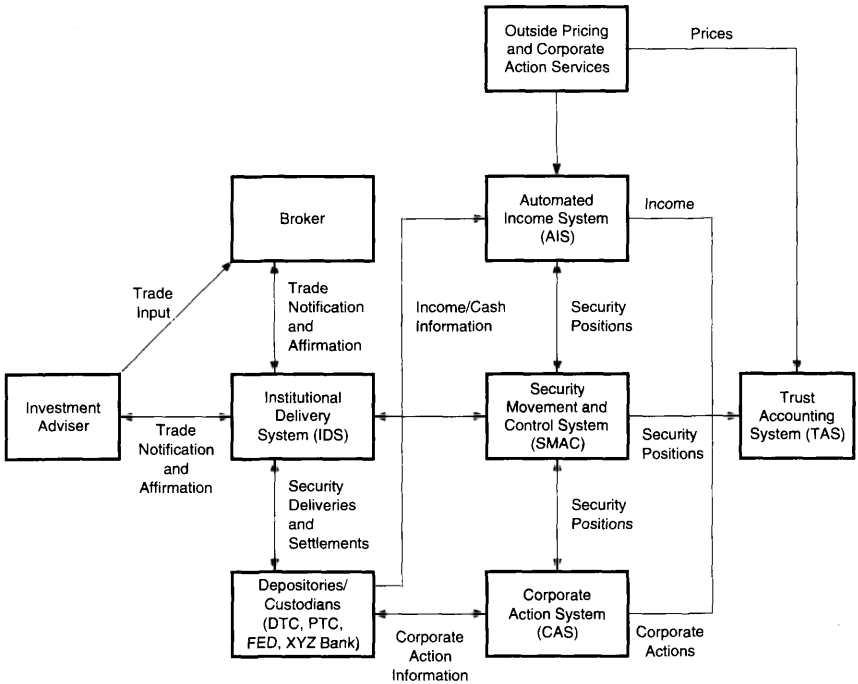 Outside Pricing
and Corporate
Action Services
Prices
Automated
Income System
(AIS)
Income
Broker
Trade
Input
Trade
Notification
and
Affirmation
Income/Cash
Information
Security
Positions
Investment
Adviser
Trade
Notification
and
Affirmation
Institutional
Delivery
System (IDS)
Security
Movement and
Control System
(SMAC)
Security
Positions
Trust
Accounting
System (TAS)
Security
Deliveries
and
Settlements
Security
Positions
Depositories/
Custodians
(DTC, PTC,
FED, XYZ Bank)
Corporate
Action
Information
Corporate
Action System
(CAS)
Corporate
Actions